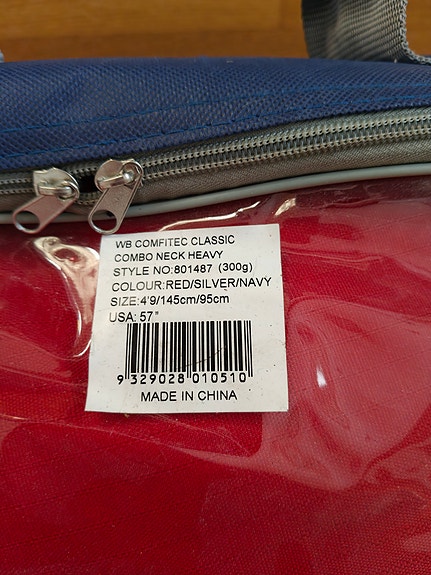 WB COMFITEC CLASSIC
COMBO NECK HEAVY
STYLE NO:801487 (300g)
COLOUR:RED/SILVER/NAVY
SIZE:4'9/145cm/95cm
USA: 57"
9 329028 010510
MADE IN CHINA